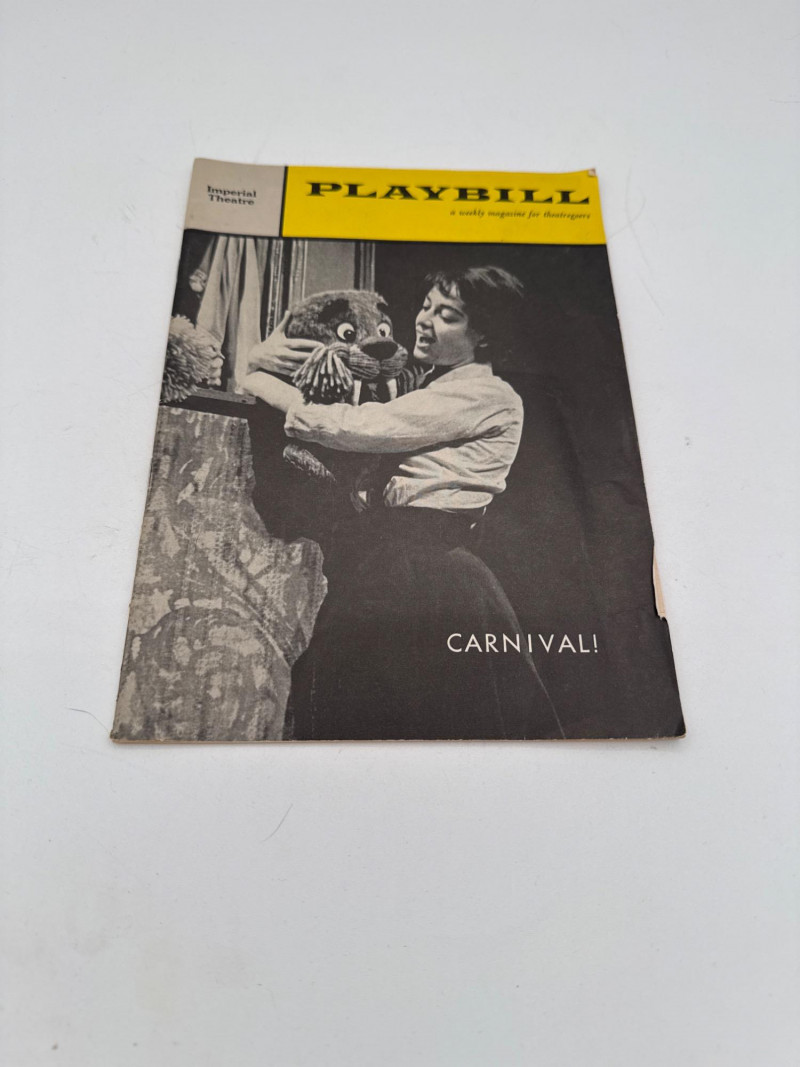 Imperial
Theatre
PLAYBILL
a weekly magazine for theatregoers
CARNIVAL!